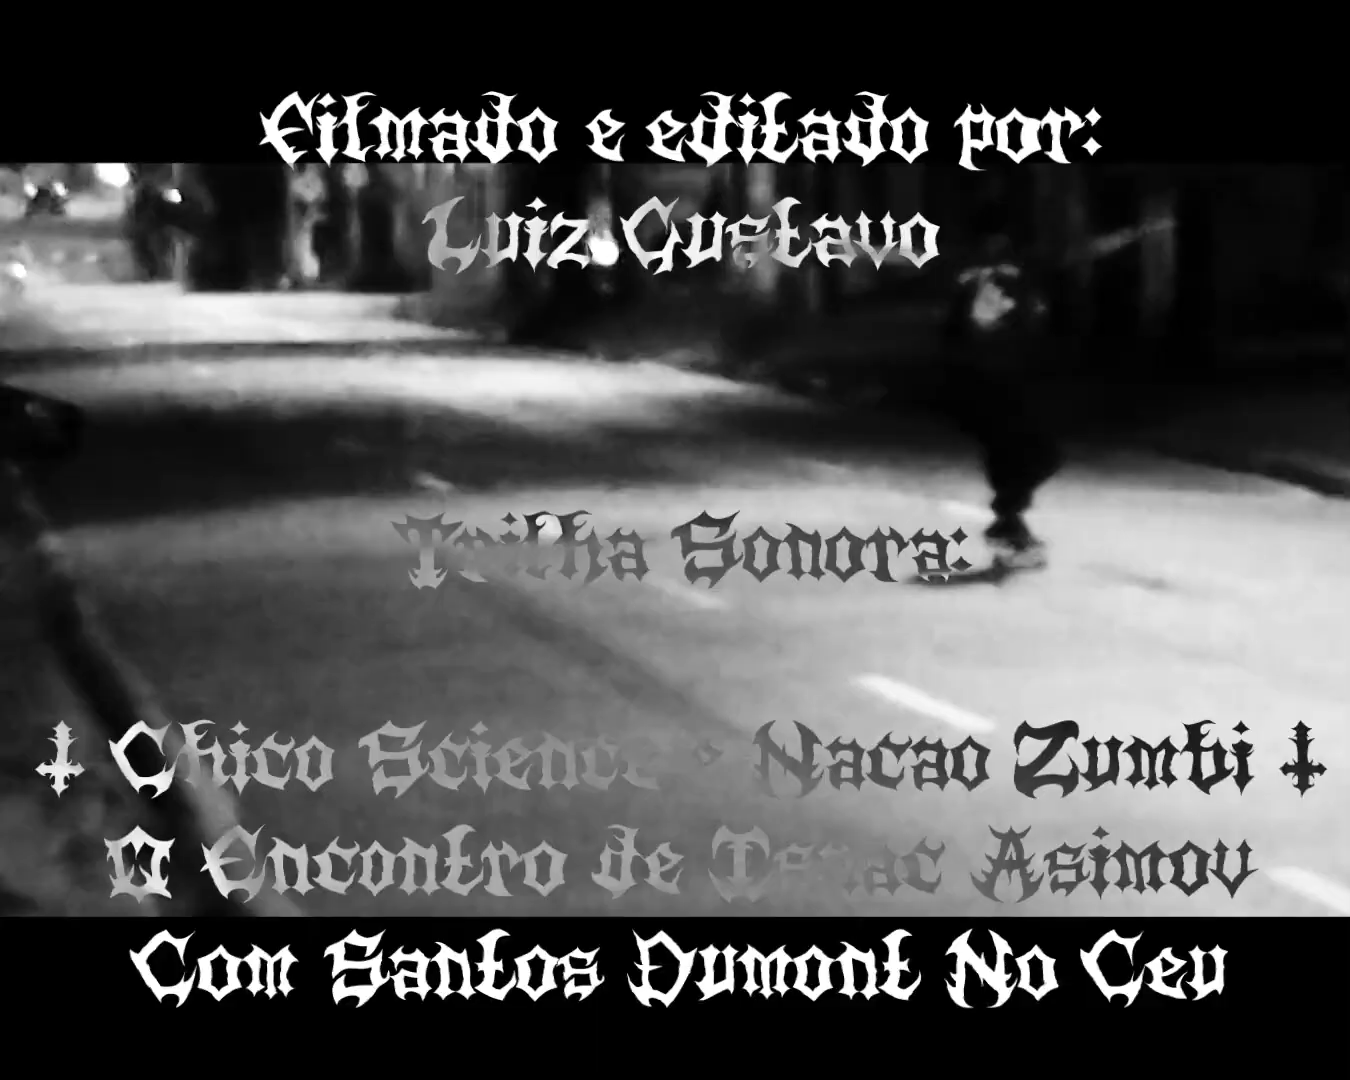 Filmado e editado por:
Luiz Gustavo
Trilha Sonora:
Chico Science e Nacao Zumbi
O Encontro de Isaac Asimov
Com Santos Dumont No Ceu